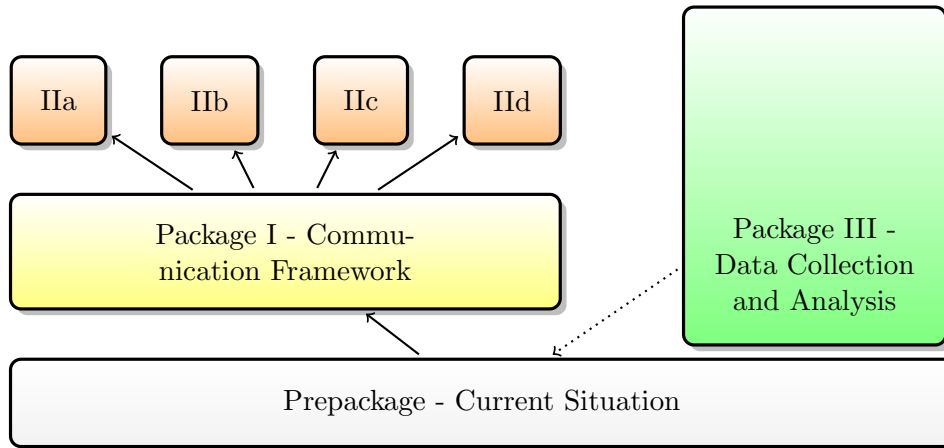 IIa
IIb
IIc
IId
Package I - Commu-
nication Framework
Package III -
Data Collection
and Analysis
Prepackage - Current Situation